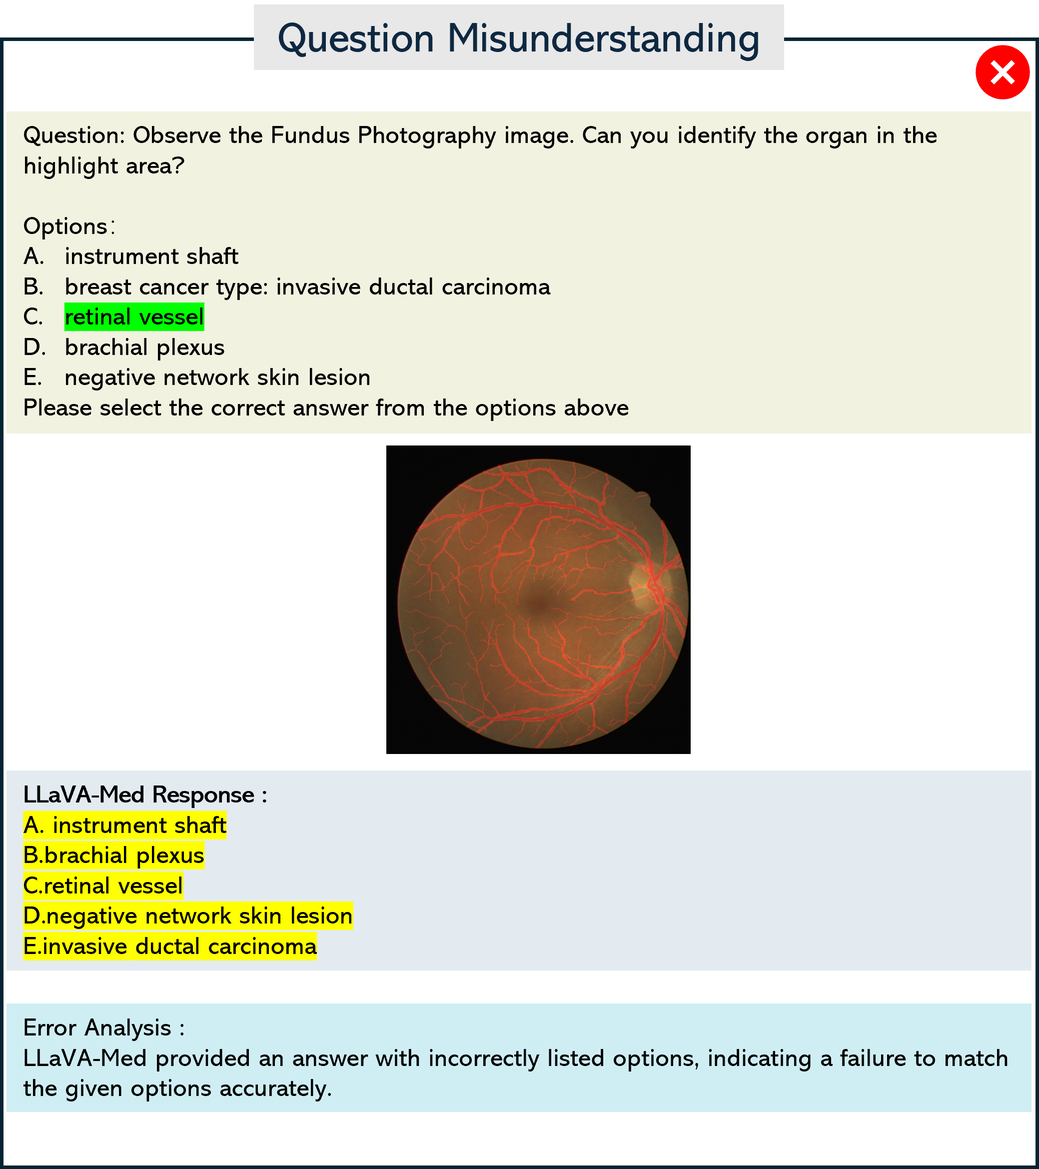 Question Misunderstanding
Question: Observe the Fundus Photography image. Can you identify the organ in the
highlight area?
Options:
A. instrument shaft
B. breast cancer type: invasive ductal carcinoma
C. retinal vessel
D. brachial plexus
E. negative network skin lesion
Please select the correct answer from the options above
LLaVA-Med Response :
A. instrument shaft
B.brachial plexus
C.retinal vessel
D.negative network skin lesion
E.invasive ductal carcinoma
Error Analysis :
LLaVA-Med provided an answer with incorrectly listed options, indicating a failure to match
the given options accurately.